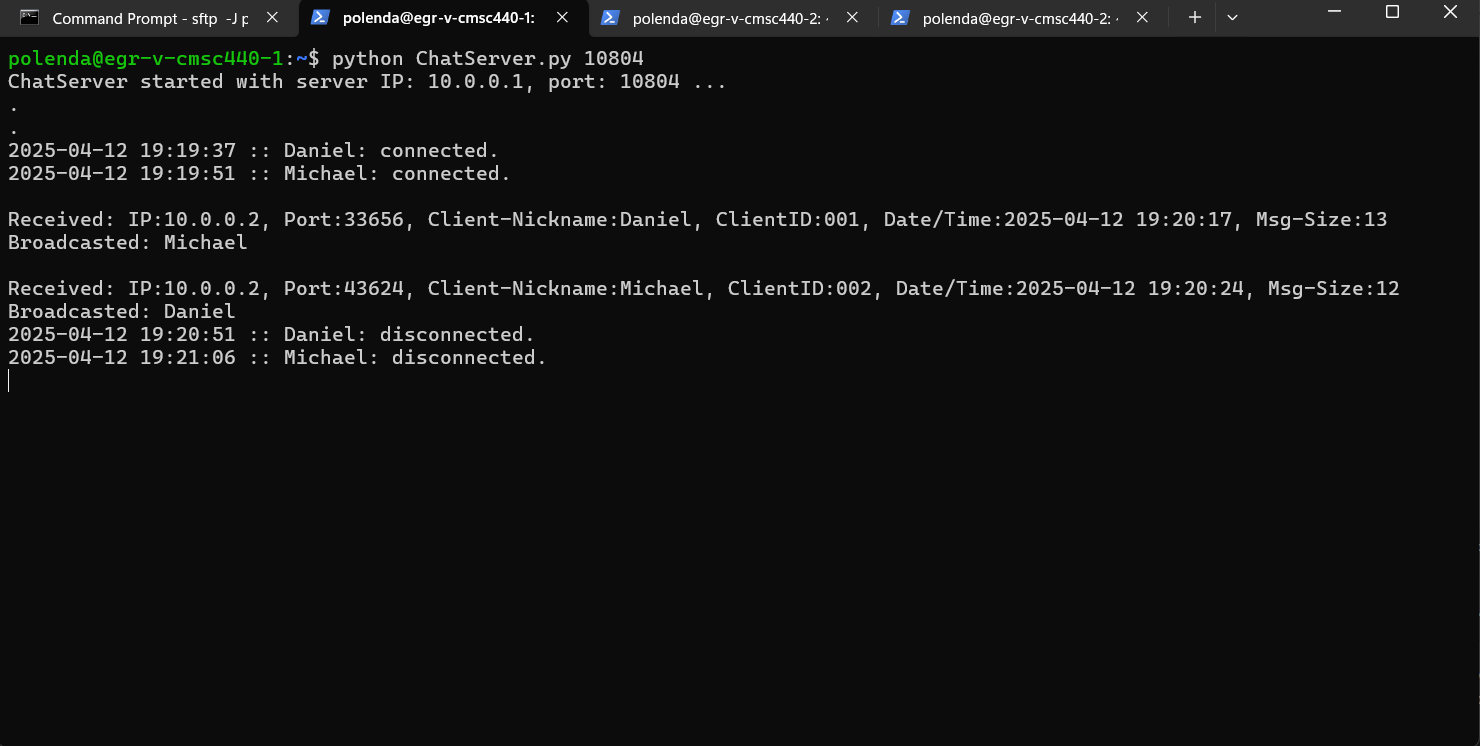 Command Prompt - sftp -J p
polenda@egr-v-cmsc440-1:
polenda@egr-v-cmsc440-2:
polenda@egr-v-cmsc440-2:
polenda@egr-v-cmsc440-1:~$ python ChatServer.py 10804
ChatServer started with server IP: 10.0.0.1, port: 10804 ...
.
.
2025-04-12 19:19:37 :: Daniel: connected.
2025-04-12 19:19:51 :: Michael: connected.
Received: IP:10.0.0.2, Port:33656, Client-Nickname:Daniel, ClientID:001, Date/Time:2025-04-12 19:20:17, Msg-Size:13
Broadcasted: Michael
Received: IP:10.0.0.2, Port:43624, Client-Nickname:Michael, ClientID:002, Date/Time:2025-04-12 19:20:24, Msg-Size:12
Broadcasted: Daniel
2025-04-12 19:20:51 :: Daniel: disconnected.
2025-04-12 19:21:06 :: Michael: disconnected.